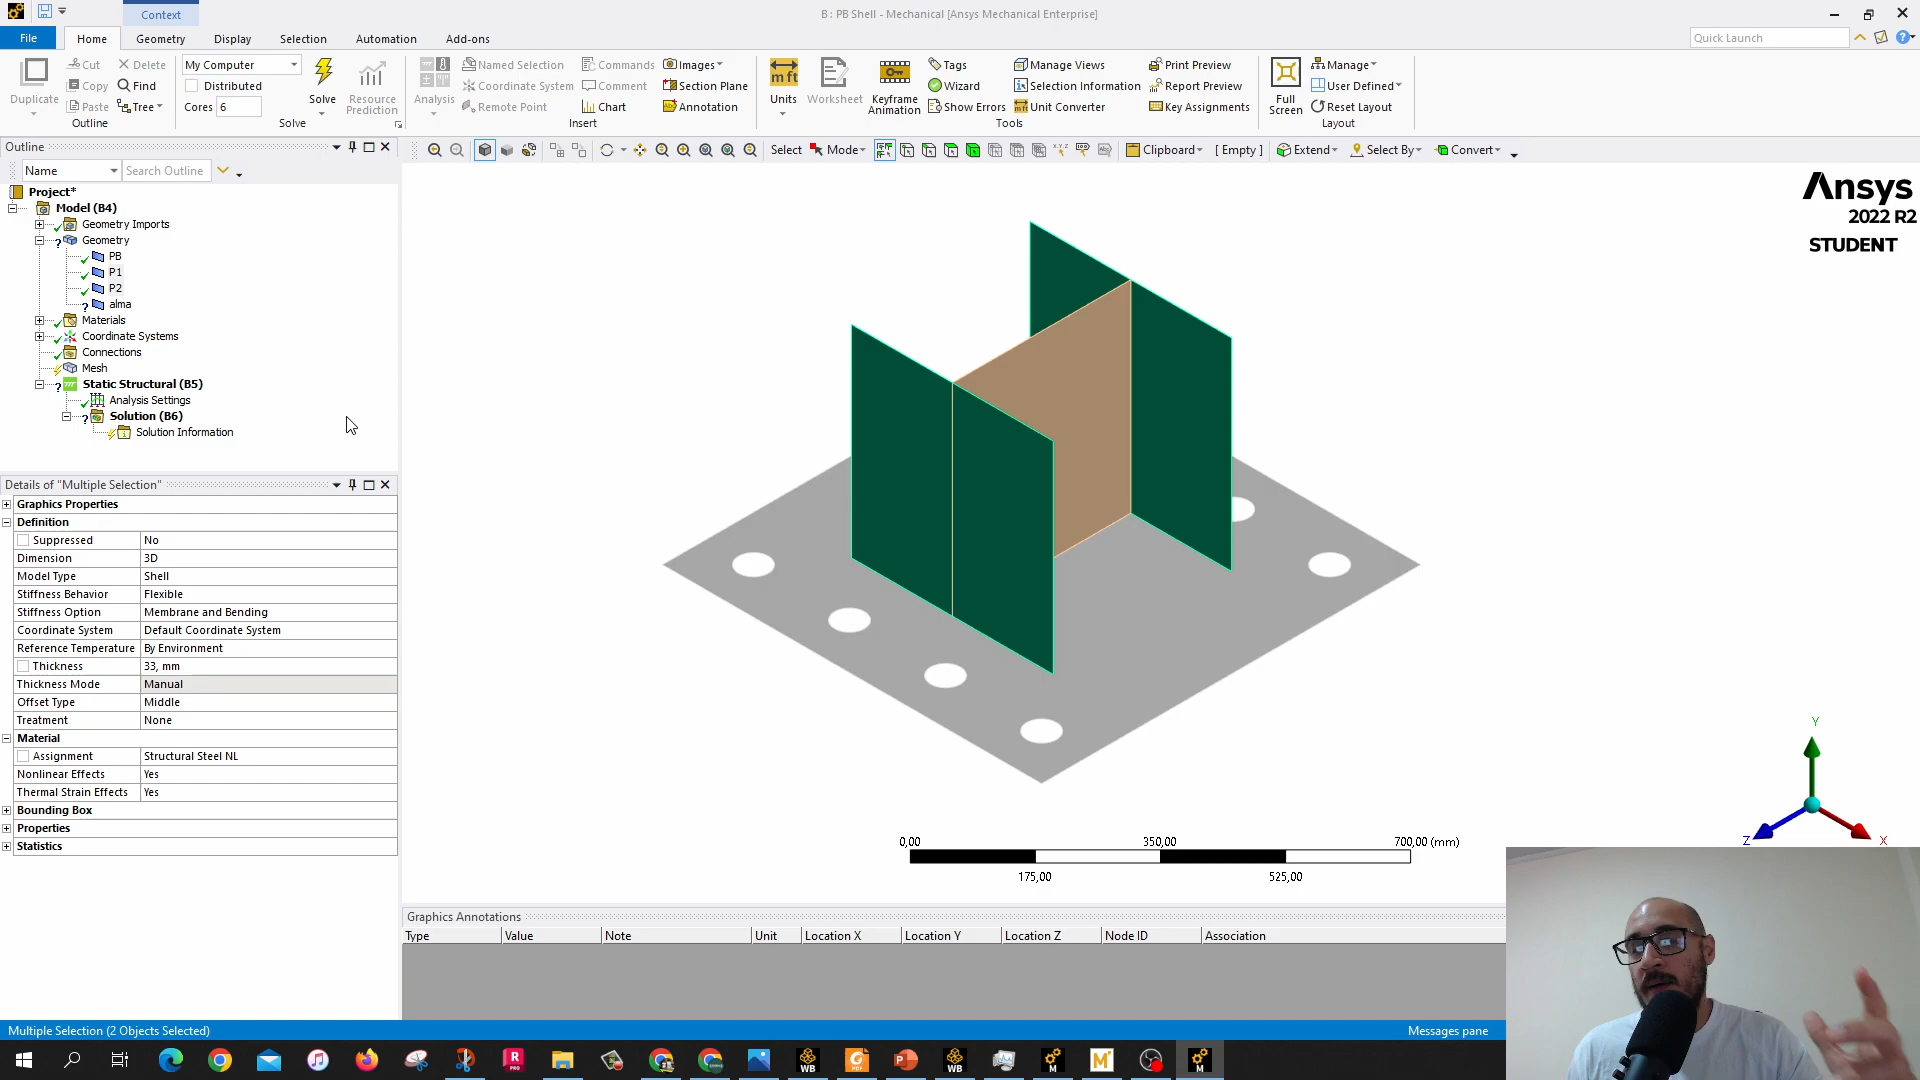 Context
B : PB Shell - Mechanical [Ansys Mechanical Enterprise]
File Home Geometry Display Selection Automation Add-ons
Quick Launch
Duplicate
Cut
Copy
Paste
Delete
Find
Tree
Outline
My Computer
Distributed
Cores 6
Solve
Resource Prediction
Solve
Analysis
Named Selection
Coordinate System
Remote Point
Commands
Comment
Chart
Images
Section Plane
Annotation
Insert
Units
Worksheet
Keyframe Animation
Tags
Wizard
Show Errors
Manage Views
Selection Information
Unit Converter
Print Preview
Report Preview
Key Assignments
Tools
Full Screen
Manage
User Defined
Reset Layout
Layout
Outline
Name Search Outline
Project*
Model (B4)
Geometry Imports
Geometry
PB
P1
P2
alma
Materials
Coordinate Systems
Connections
Mesh
Static Structural (B5)
Analysis Settings
Solution (B6)
Solution Information
Select Mode Clipboard [ Empty ] Extend Select By Convert
Ansys
2022 R2
STUDENT
Details of "Multiple Selection"
Graphics Properties
Definition
Suppressed No
Dimension 3D
Model Type Shell
Stiffness Behavior Flexible
Stiffness Option Membrane and Bending
Coordinate System Default Coordinate System
Reference Temperature By Environment
Thickness 33, mm
Thickness Mode Manual
Offset Type Middle
Treatment None
Material
Assignment Structural Steel NL
Nonlinear Effects Yes
Thermal Strain Effects Yes
Bounding Box
Properties
Statistics
Y
Z
X
0,00 350,00 700,00 (mm)
175,00 525,00
Graphics Annotations
Type Value Note Unit Location X Location Y Location Z Node ID Association
Multiple Selection (2 Objects Selected)
Messages pane